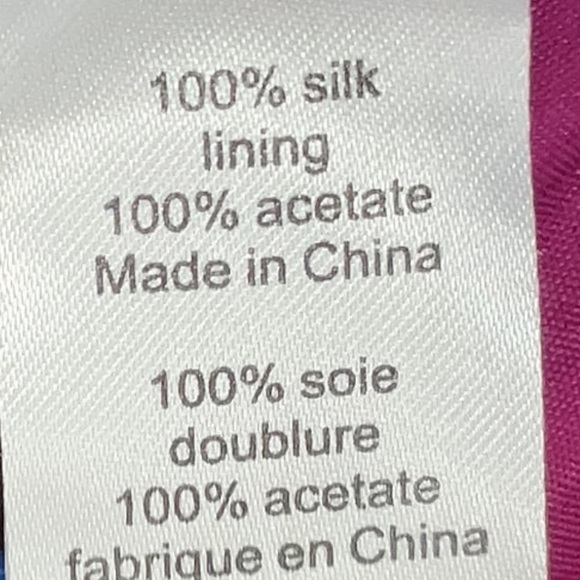 100% silk
lining
100% acetate
Made in China
100% soie
doublure
100% acetate
fabrique en China